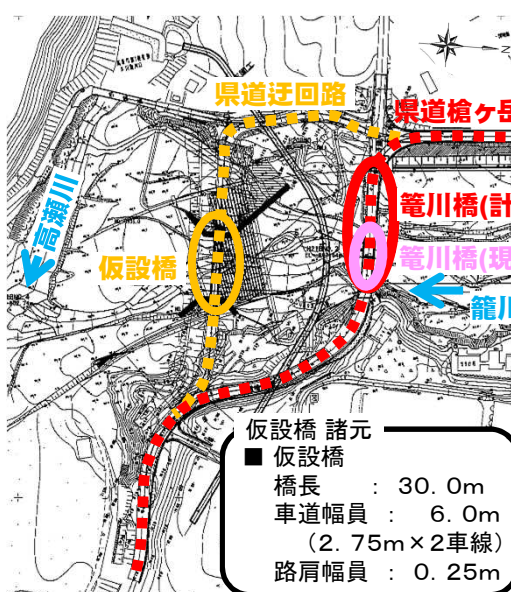 県道迂回路
県道槍ヶ岳
篭川橋(計
高瀬川
仮設橋
篭川橋(現
籠川
仮設橋 諸元
■ 仮設橋
橋長 : 30.0m
車道幅員 : 6.0m
(2.75m×2車線)
路肩幅員 : 0.25m